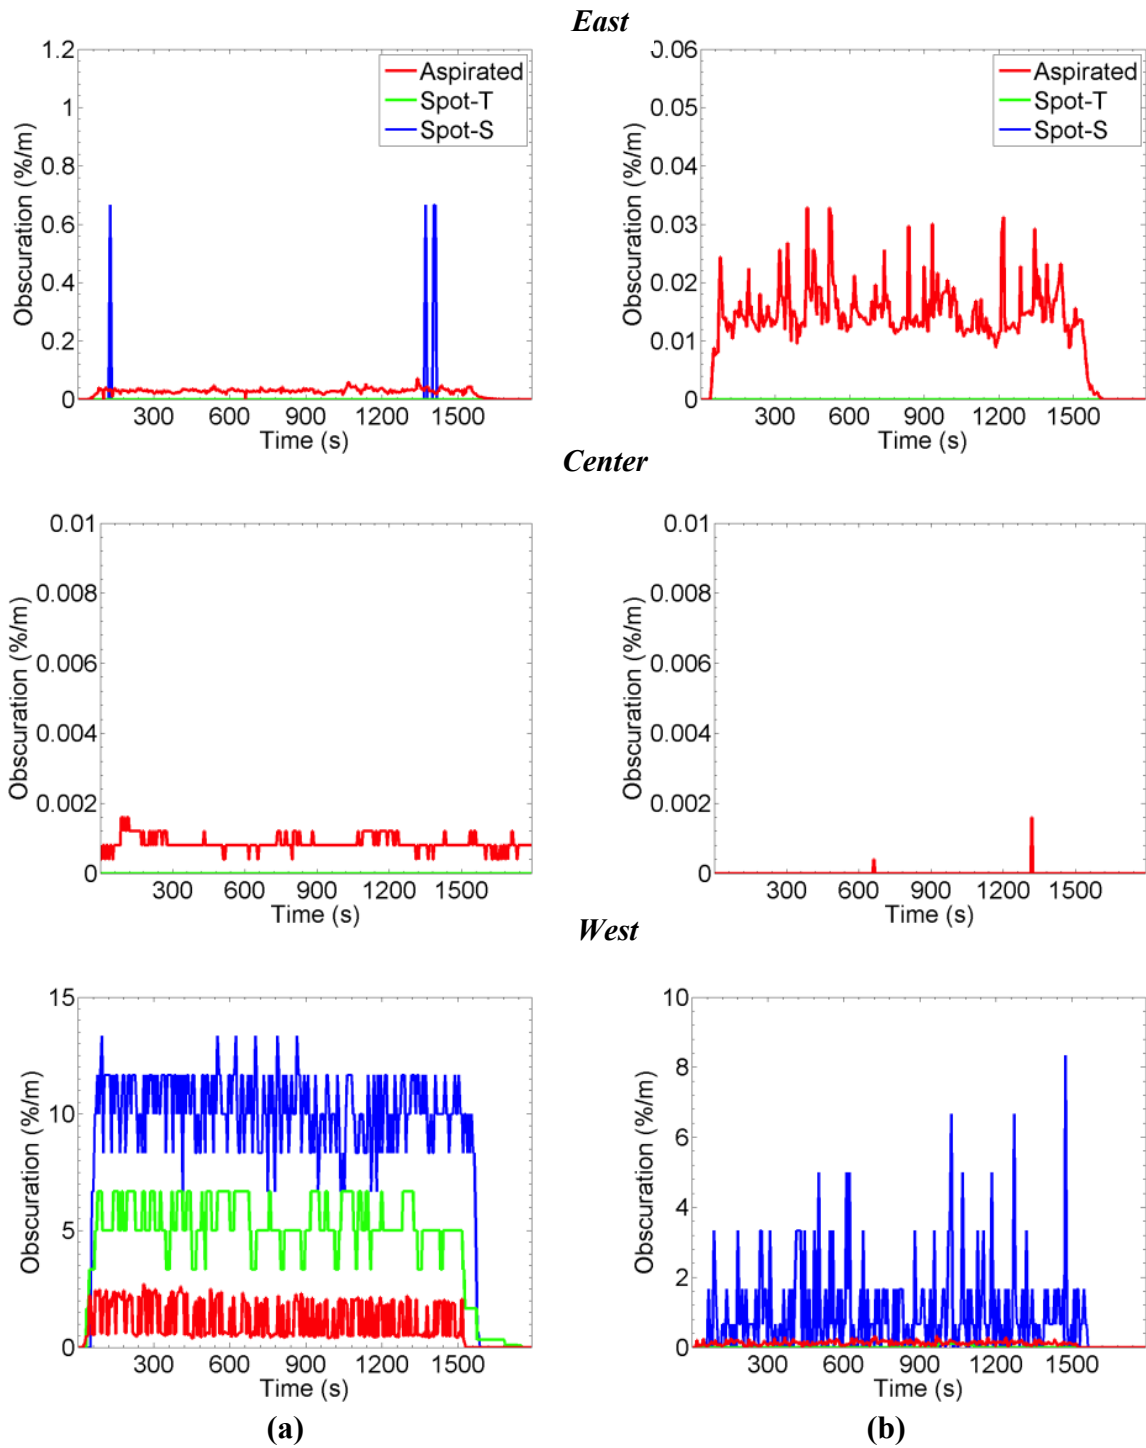 East
1.2
1
0.8
0.6
0.4
0.2
0
300 600 900 1200 1500
Time (s)
Obscuration (%/m)
Aspirated
Spot-T
Spot-S
0.06
0.05
0.04
0.03
0.02
0.01
0
300 600 900 1200 1500
Time (s)
Obscuration (%/m)
Aspirated
Spot-T
Spot-S
Center
0.01
0.008
0.006
0.004
0.002
0
300 600 900 1200 1500
Time (s)
Obscuration (%/m)
0.01
0.008
0.006
0.004
0.002
0
300 600 900 1200 1500
Time (s)
Obscuration (%/m)
West
15
10
5
0
300 600 900 1200 1500
Time (s)
Obscuration (%/m)
10
8
6
4
2
0
300 600 900 1200 1500
Time (s)
Obscuration (%/m)
(a)
(b)